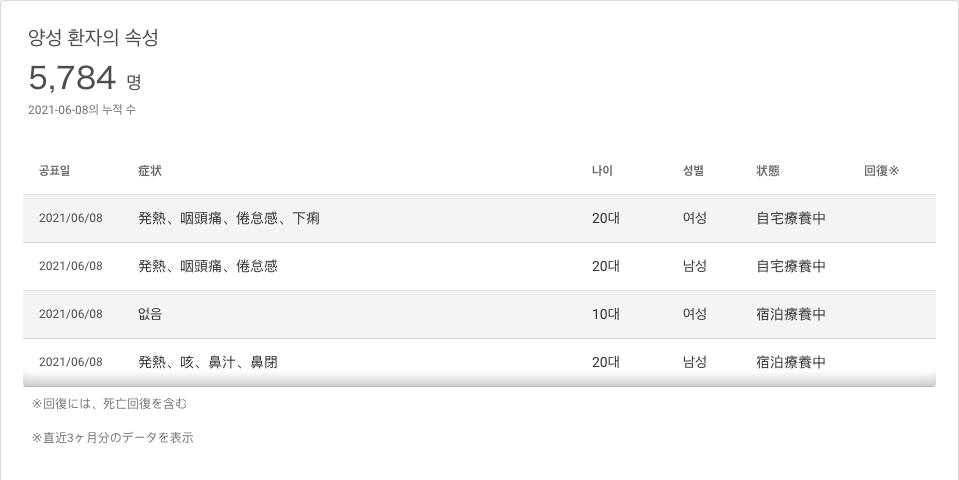 양성 환자의 속성
5,784 명
2021-06-08의 누적 수
공표일 症状 나이 성별 状態 回復※
2021/06/08 発熱、咽頭痛、倦怠感、下痢 20대 여성 自宅療養中
2021/06/08 発熱、咽頭痛、倦怠感 20대 남성 自宅療養中
2021/06/08 없음 10대 여성 宿泊療養中
2021/06/08 発熱、咳、鼻汁、鼻閉 20대 남성 宿泊療養中
※回復には、死亡回復を含む
※直近3ヶ月分のデータを表示